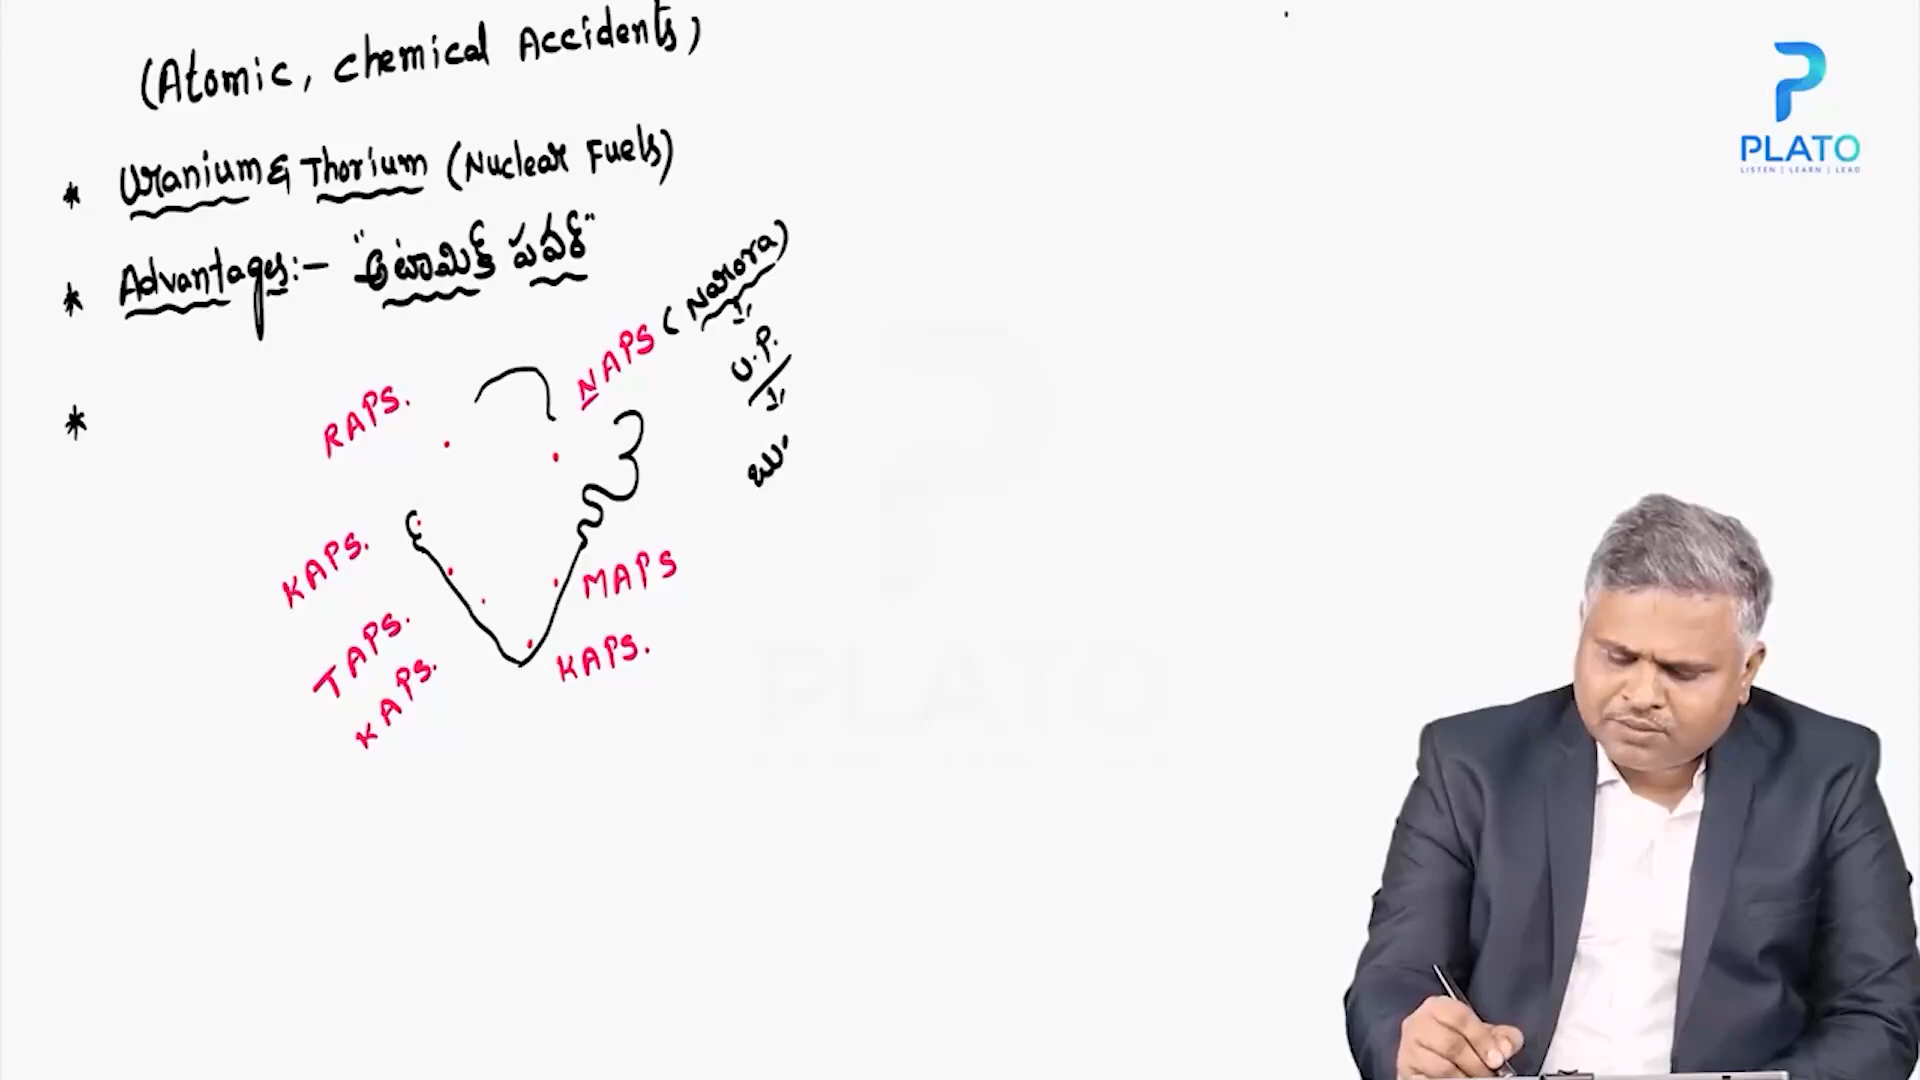 (Atomic, chemical Accidents)
* Uranium & Thorium (Nuclear Fuels)
* Advantages:- "అటామిక్ పవర్"
NAPS (Narora)
U.P.
RAPS.
*
KAPS.
MAPS
TAPS.
KAPS.
KAPS.
PLATO
LISTEN | LEARN | LEAD
PLATO